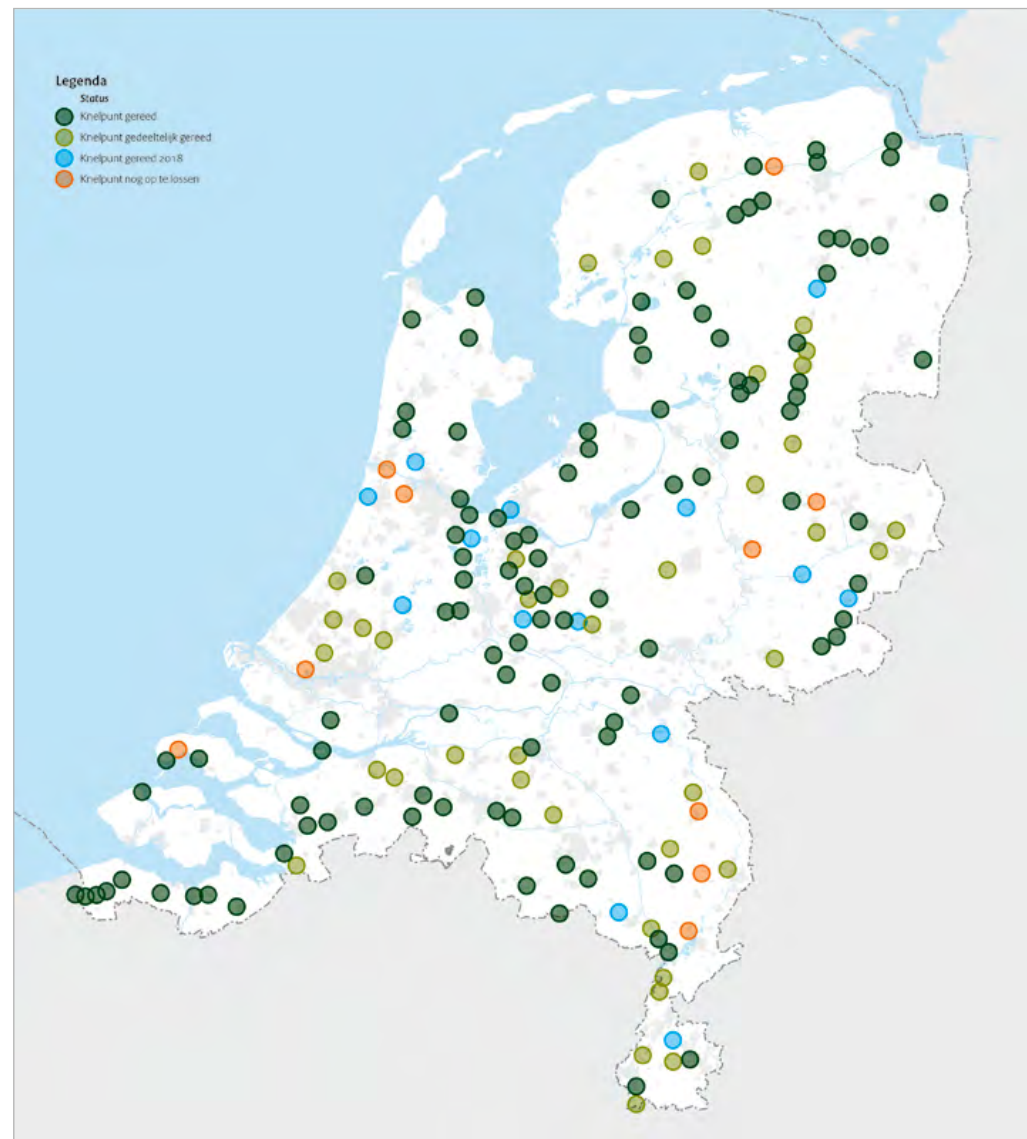 Legenda
Status
Knelpunt gereed
Knelpunt gedeeltelijk gereed
Knelpunt gereed 2018
Knelpunt nog op te lossen